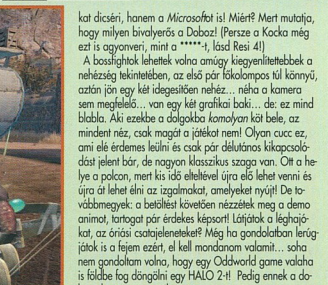 kat dicséri, hanem a Microsoftot is! Miért? Mert mutatja,
hogy milyen bivalyerős a Doboz! (Persze a Kocka még
ezt is agyonveri, mint a *****-t, lásd Resi 4!)
A bossfightok lehettek volna amúgy kiegyenlítettebbek a
nehézség tekintetében, az első pár főkolompos túl könnyű,
aztán jön egy két idegesítően nehéz... néha a kamera
sem megfelelő... van egy két grafikai baki... de: ez mind
blabla. Aki ezekbe a dolgokba komolyan köt bele, az
mindent néz, csak magát a játékot nem! Olyan cucc ez,
ami elé érdemes leülni és csak pár délutános kikapcsoló-
dást jelent bár, de nagyon klasszikus szaga van. Ott a he-
lye a polcon, mert kis idő elteltével újra elő lehet venni és
újra át lehet élni az izgalmakat, amelyeket nyújt! De to-
vábbmegyek: a betöltést követően nézzétek meg a demo
animot, tartogat pár érdekes képsort! Látjátok a léghajó-
kat, az óriási csatajeleneteket? Még ha gondolatban lerúg-
játok is a fejem ezért, el kell mondanom valamit... soha
nem gondoltam volna, hogy egy Oddworld game valaha
is földbe fog döngölni egy HALO 2-t! Pedig ennek a do-